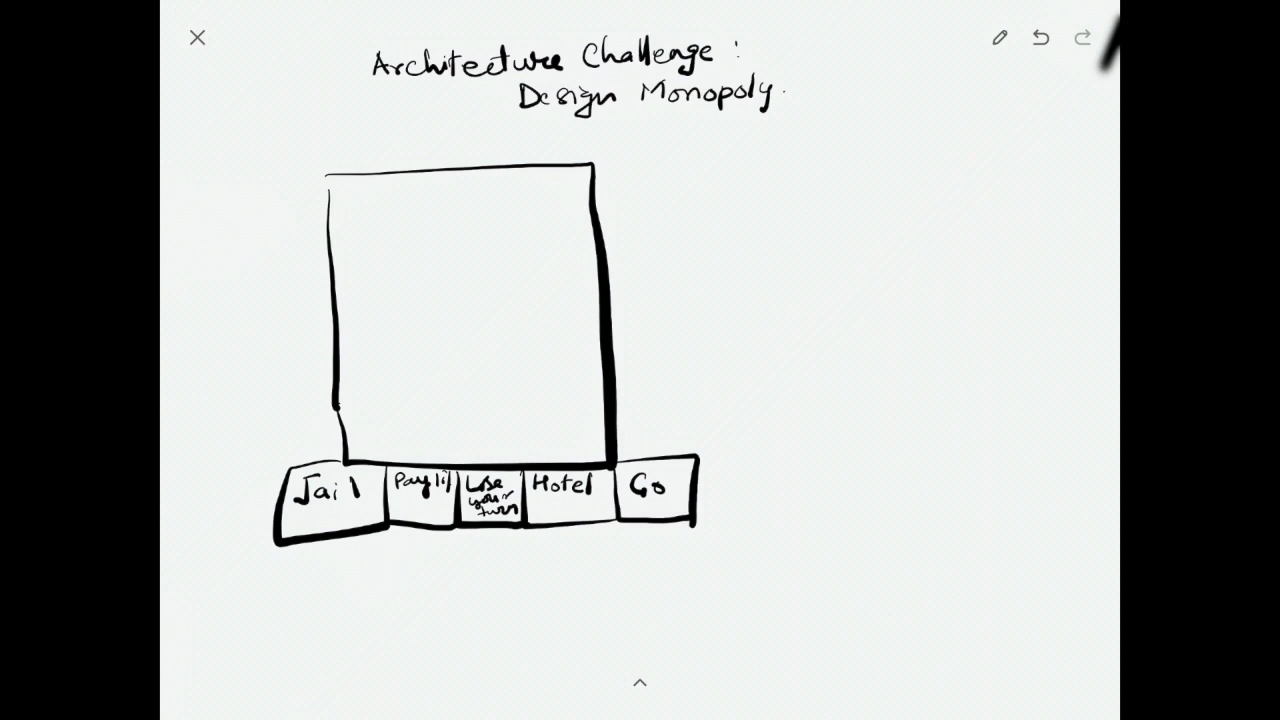 Architecture Challenge :
Design Monopoly.
Jail
Pay
Lose
your
turn
Hotel
Go